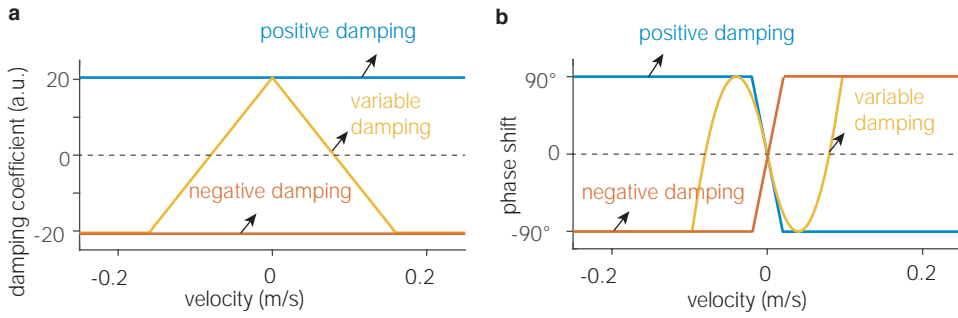 a
positive damping
damping coefficient (a.u.)
20
0
-20
variable
damping
negative damping
-0.2
0
0.2
velocity (m/s)
b
positive damping
phase shift
90°
0
-90°
variable
damping
negative damping
-0.2
0
0.2
velocity (m/s)